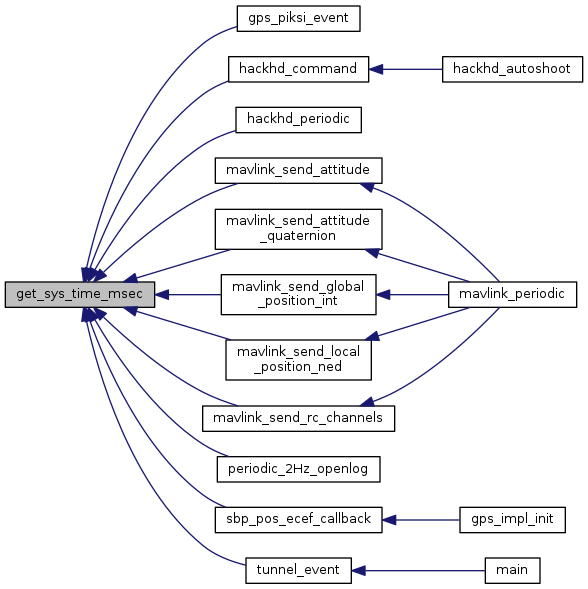 gps_piksi_event
hackhd_command
hackhd_autoshoot
hackhd_periodic
mavlink_send_attitude
mavlink_send_attitude
_quaternion
get_sys_time_msec
mavlink_send_global
_position_int
mavlink_periodic
mavlink_send_local
_position_ned
mavlink_send_rc_channels
periodic_2Hz_openlog
sbp_pos_ecef_callback
gps_impl_init
tunnel_event
main